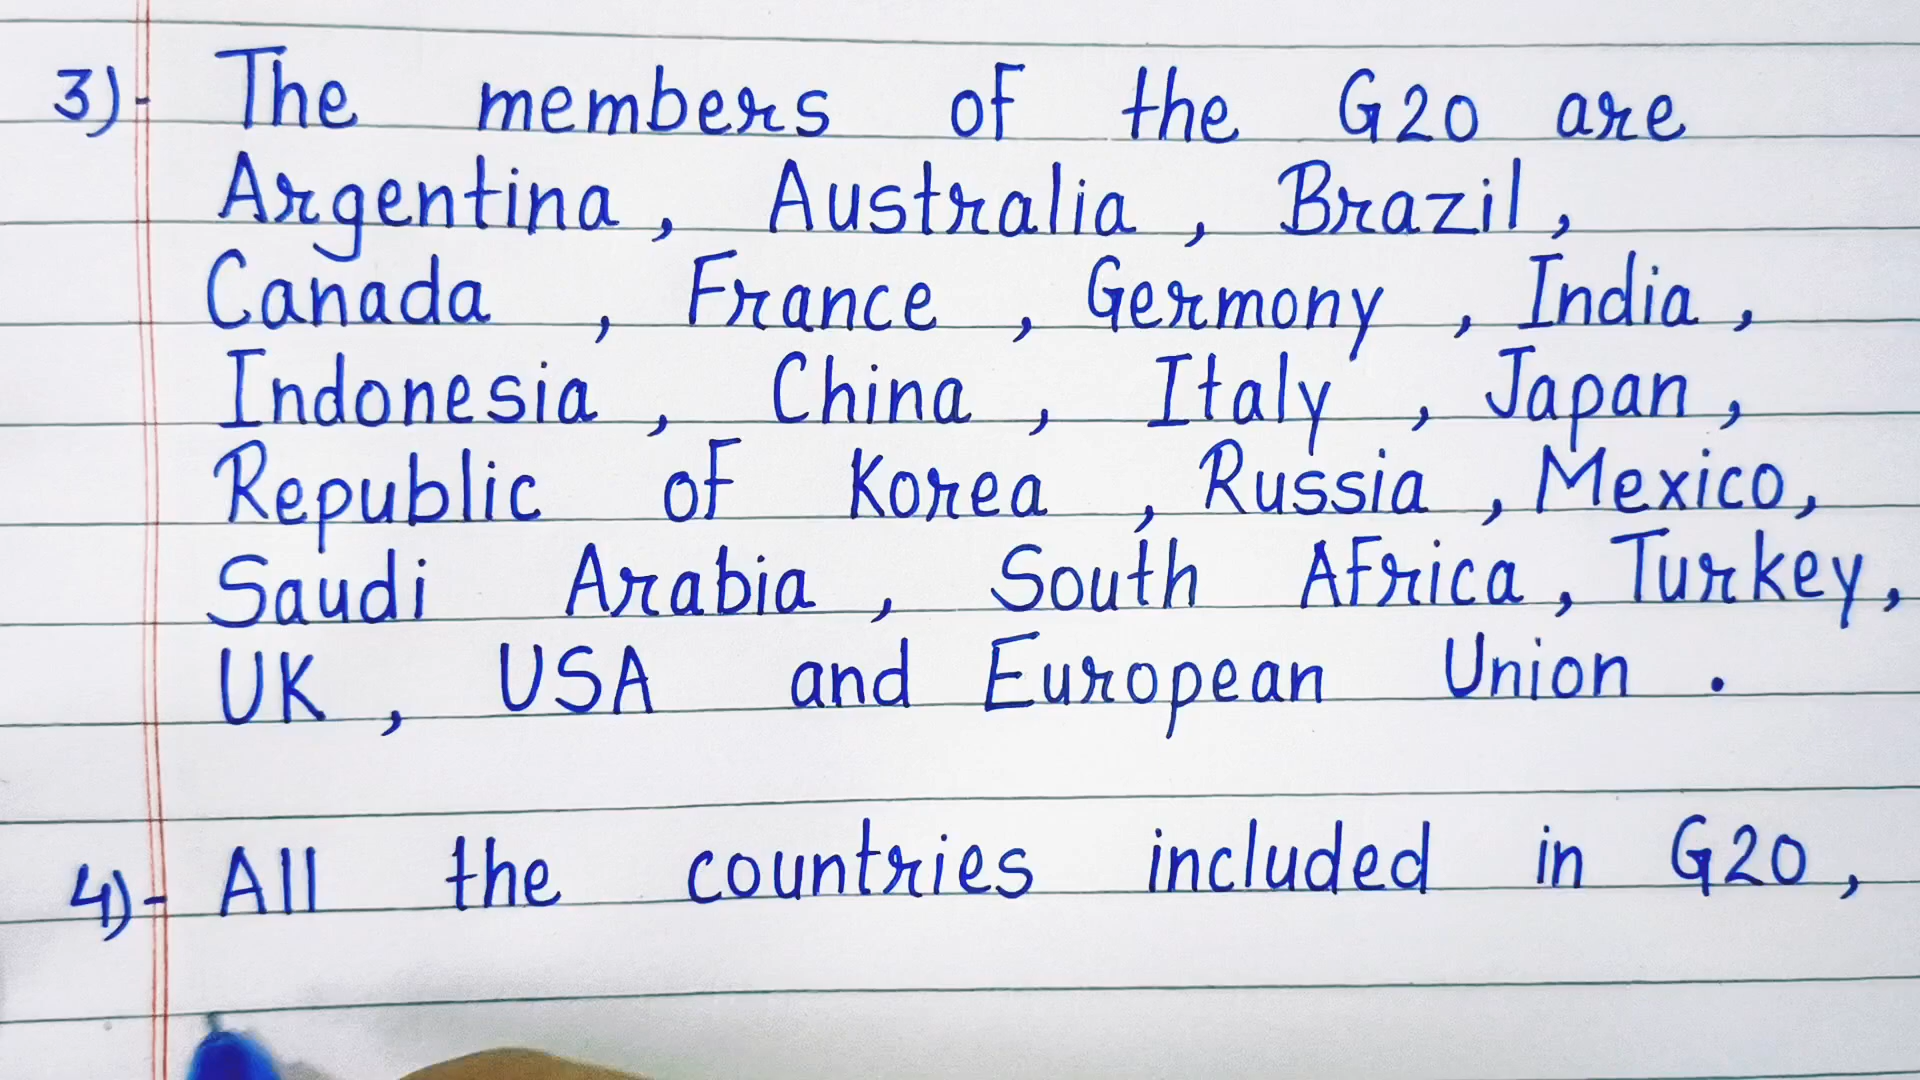 3)- The members of the G20 are
Argentina, Australia, Brazil,
Canada, France, Germony, India,
Indonesia, China, Italy, Japan,
Republic of Korea, Russia, Mexico,
Saudi Arabia, South Africa, Turkey,
UK, USA and European Union.
4)- All the countries included in G20,